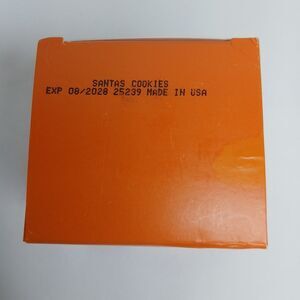 SANTAS COOKIES
EXP 08/2028 25239 MADE IN USA